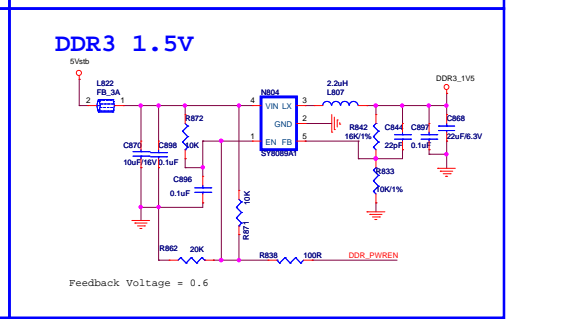 DDR3 1.5V
5Vstb
L822
FB_3A
2
1
R872
10K
C870
10uF/16V
C898
0.1uF
C896
0.1uF
N804
4
VIN
LX
3
GND
2
1
EN
FB
5
SY8089A1
2.2uH
L807
DDR3_1V5
R842
16K/1%
C844
22pF
C897
0.1uF
C868
22uF/6.3V
R833
10K/1%
10K
R871
R862
20K
R838
100R
DDR_PWREN
Feedback Voltage = 0.6